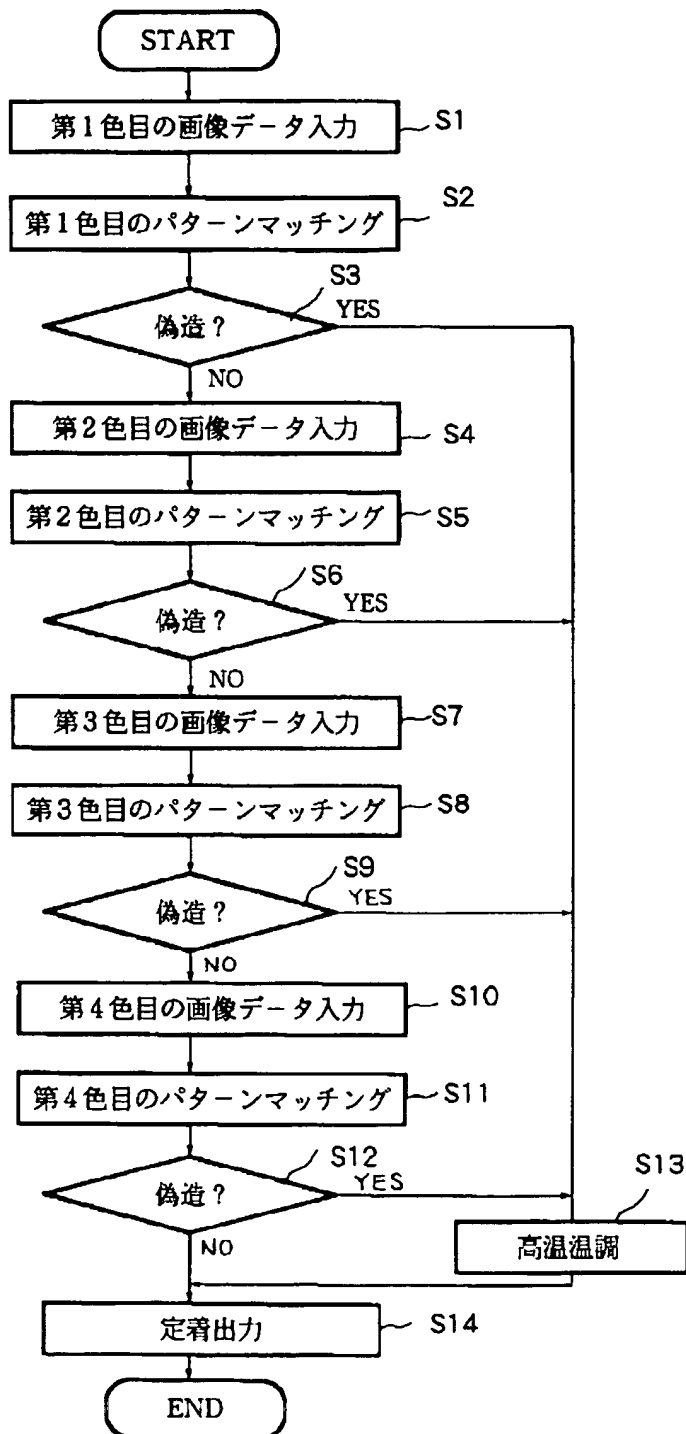 START
第1色目の画像データ入力
S1
第1色目のパターンマッチング
S2
偽造?
S3
YES
NO
第2色目の画像データ入力
S4
第2色目のパターンマッチング
S5
偽造?
S6
YES
NO
第3色目の画像データ入力
S7
第3色目のパターンマッチング
S8
偽造?
S9
YES
NO
第4色目の画像データ入力
S10
第4色目のパターンマッチング
S11
偽造?
S12
YES
NO
高温温調
S13
定着出力
S14
END